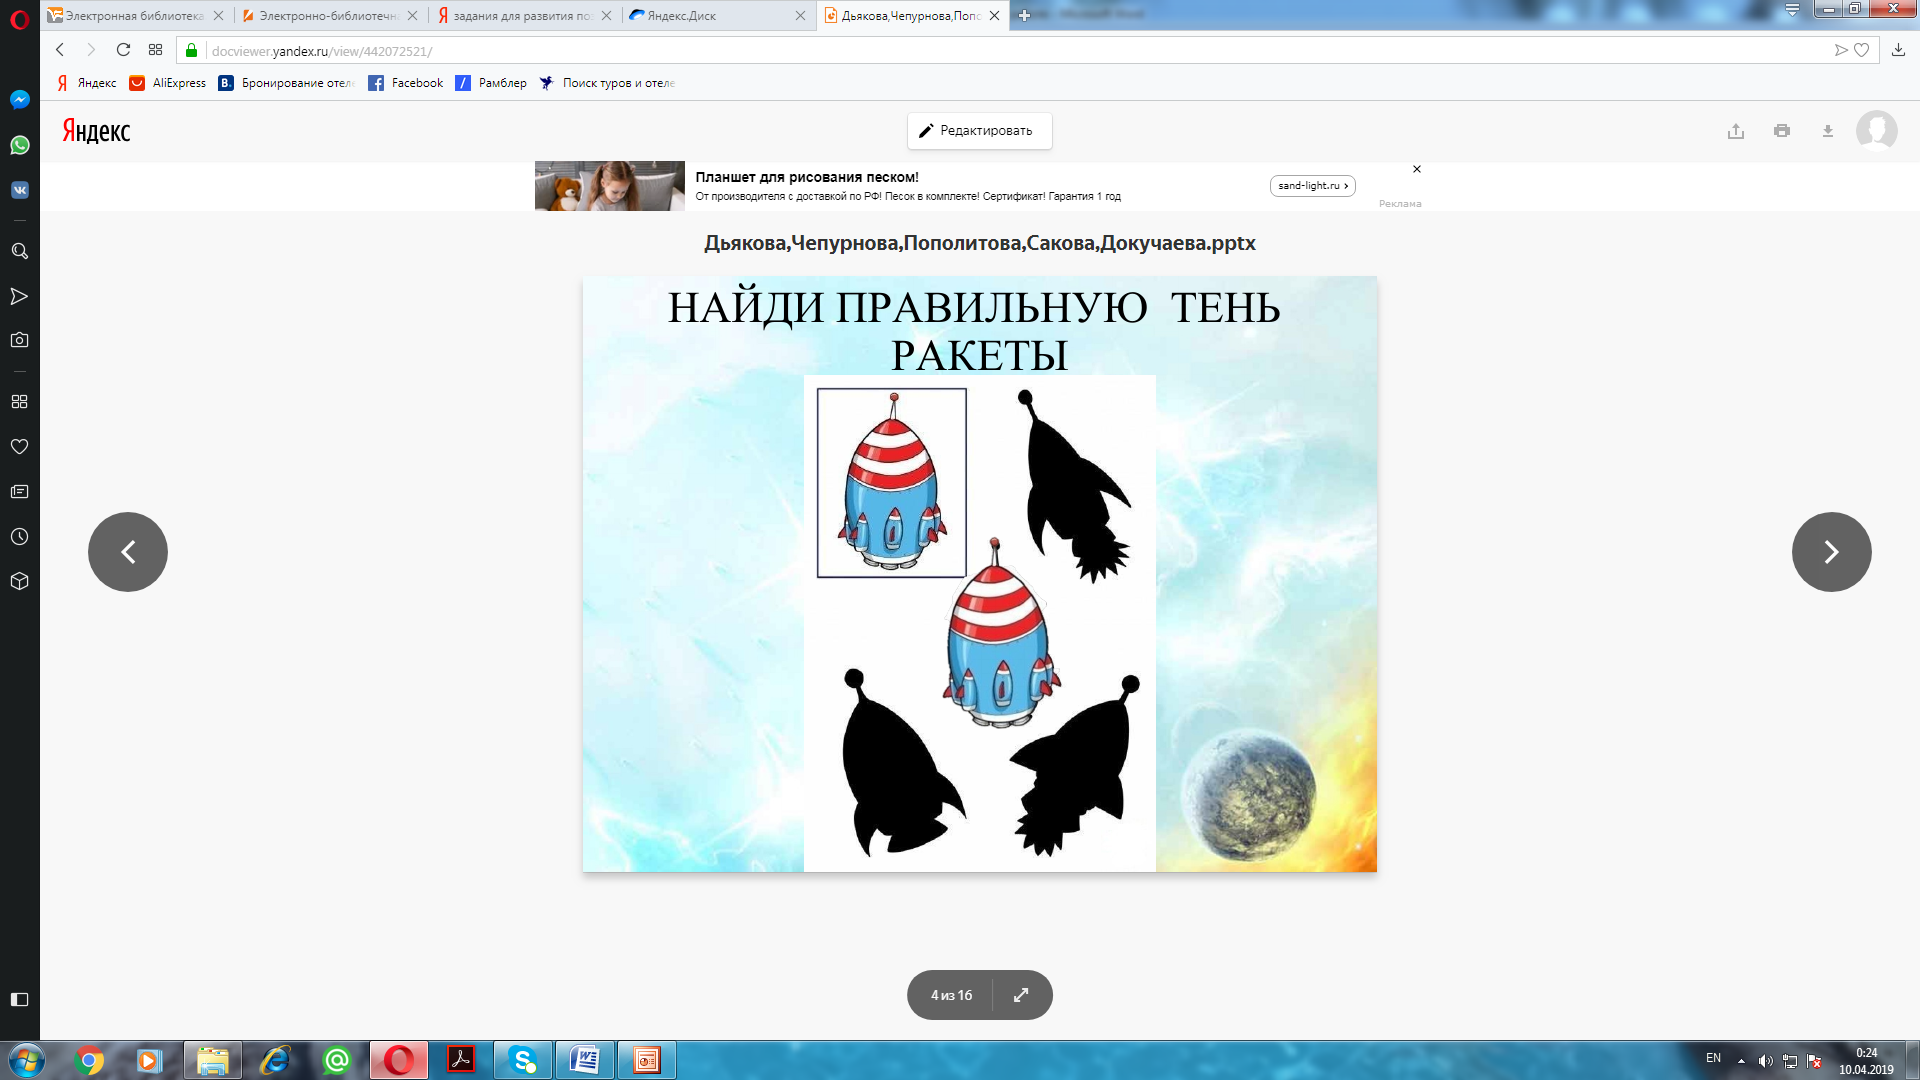 Электронная библиотека
Электронно-библиотечн
задания для развития поз
Яндекс.Диск
Дьякова,Чепурнова,Попо
docviewer.yandex.ru/view/442072521/
Яндекс
AliExpress
B.
Бронирование отеле
Facebook
Рамблер
Поиск туров и отеле
Яндекс
Редактировать
Планшет для рисования песком!
От производителя с доставкой по РФ! Песок в комплекте! Сертификат! Гарантия 1 год
sand-light.ru
Реклама
Дьякова,Чепурнова,Пополитова,Сакова,Докучаева.pptx
НАЙДИ ПРАВИЛЬНУЮ ТЕНЬ
РАКЕТЫ
4 из 16
EN
0:24
10.04.2019